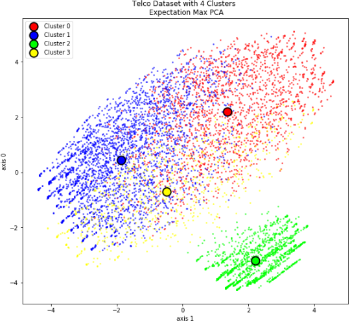 Telco Dataset with 4 Clusters
Expectation Max PCA
Cluster 0
Cluster 1
Cluster 2
Cluster 3
axis 0
4
2
0
−2
−4
−4
−2
0
2
4
axis 1